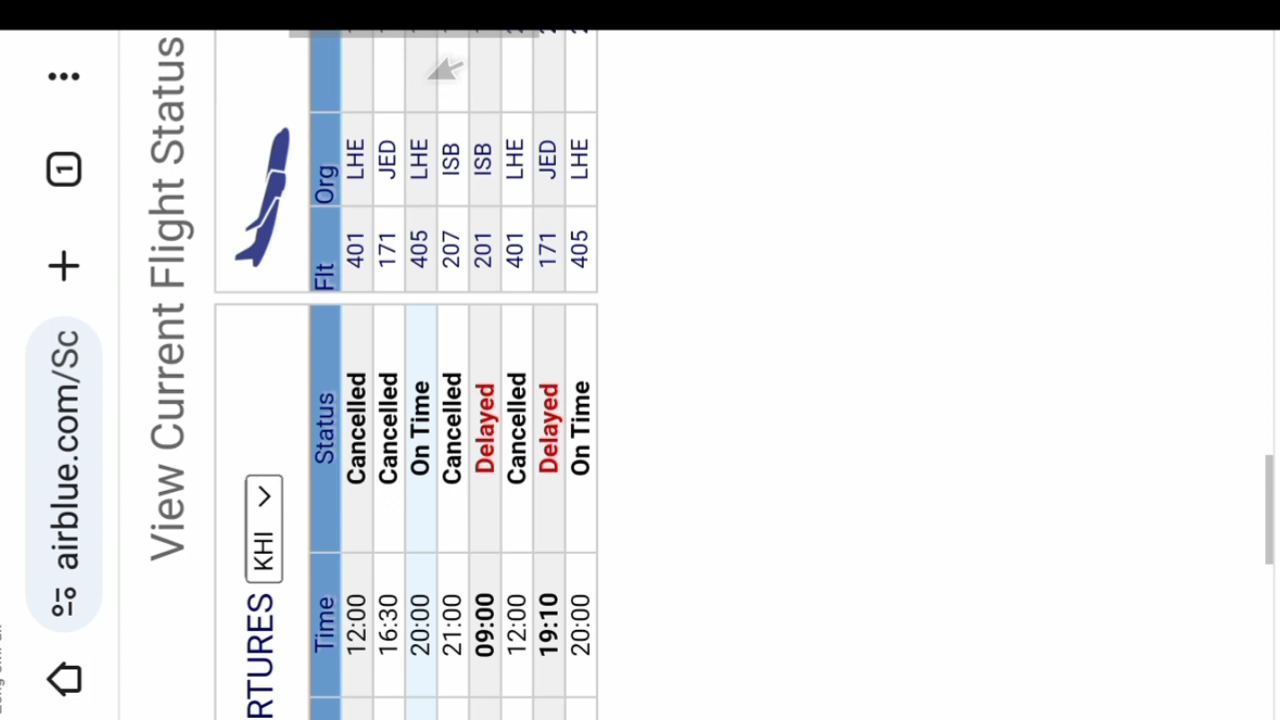 airblue.com/Sc 1
View Current Flight Status
RTURES KHI
Time Status Flt Org
12:00 Cancelled 401 LHE
16:30 Cancelled 171 JED
20:00 On Time 405 LHE
21:00 Cancelled 207 ISB
09:00 Delayed 201 ISB
12:00 Cancelled 401 LHE
19:10 Delayed 171 JED
20:00 On Time 405 LHE